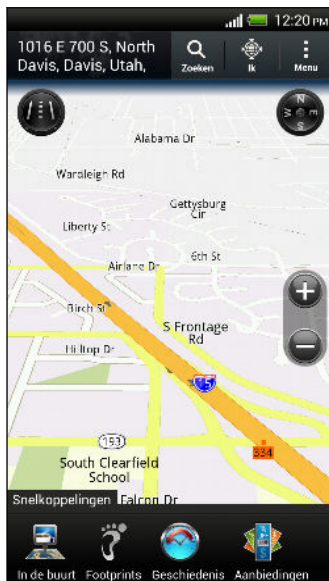 12:20 PM
1016 E 700 S, North
Davis, Davis, Utah,
Zoeken
Ik
Menu
N
W
E
S
Alabama Dr
Wardleigh Rd
Gettysburg
Cir
Liberty St
6th St
Airlane Dr
Birch St
S Frontage
Rd
Hilltop Dr
15
193
334
South Clearfield
School
Snelkoppelingen
Falcon Dr
In de buurt
Footprints
Geschiedenis
Aanbiedingen